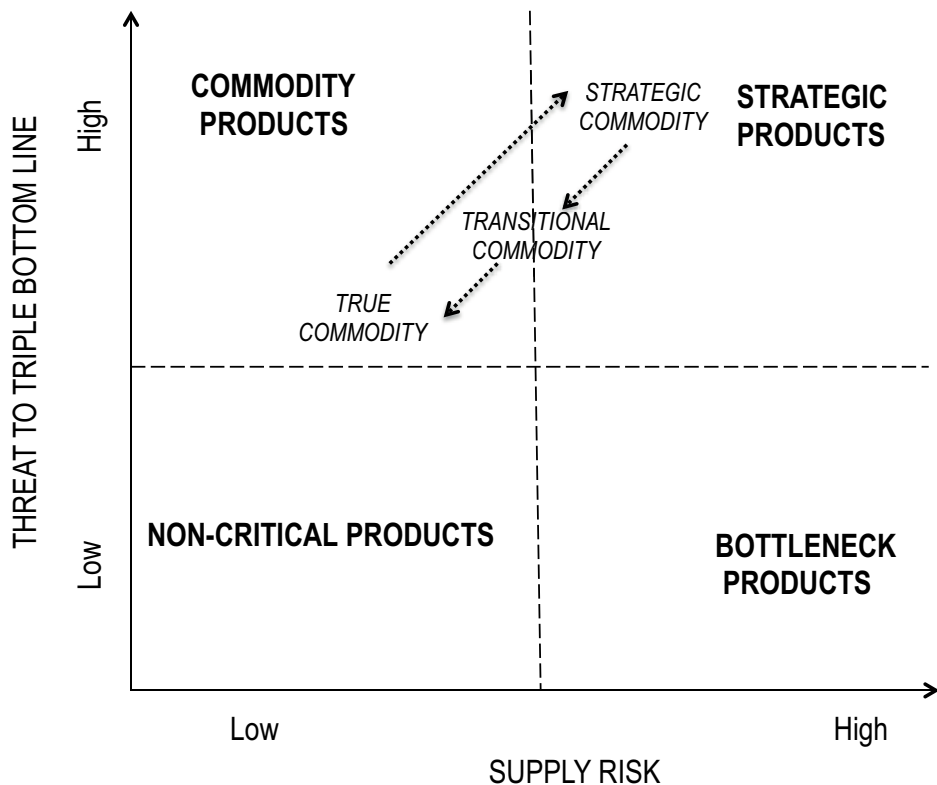 THREAT TO TRIPLE BOTTOM LINE
High
Low
COMMODITY
PRODUCTS
STRATEGIC
COMMODITY
STRATEGIC
PRODUCTS
TRANSITIONAL
COMMODITY
TRUE
COMMODITY
NON-CRITICAL PRODUCTS
BOTTLENECK
PRODUCTS
Low
High
SUPPLY RISK